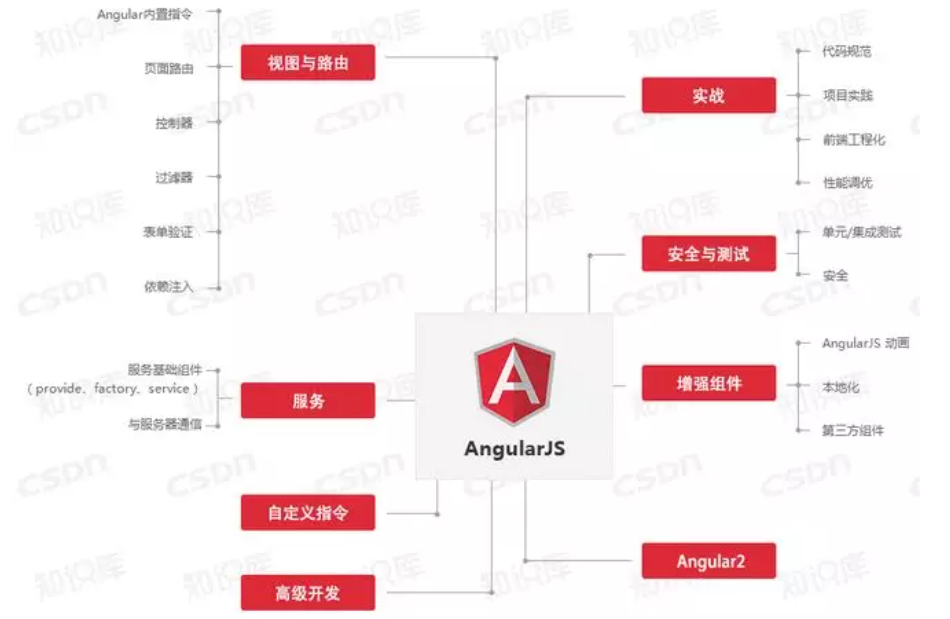 Angular内置指令
页面路由
控制器
过滤器
表单验证
依赖注入
视图与路由
服务基础组件
( provide、factory、service )
与服务器通信
服务
自定义指令
高级开发
AngularJS
实战
代码规范
项目实践
前端工程化
性能调优
安全与测试
单元/集成测试
安全
增强组件
AngularJS 动画
本地化
第三方组件
Angular2
CSDN
知识库